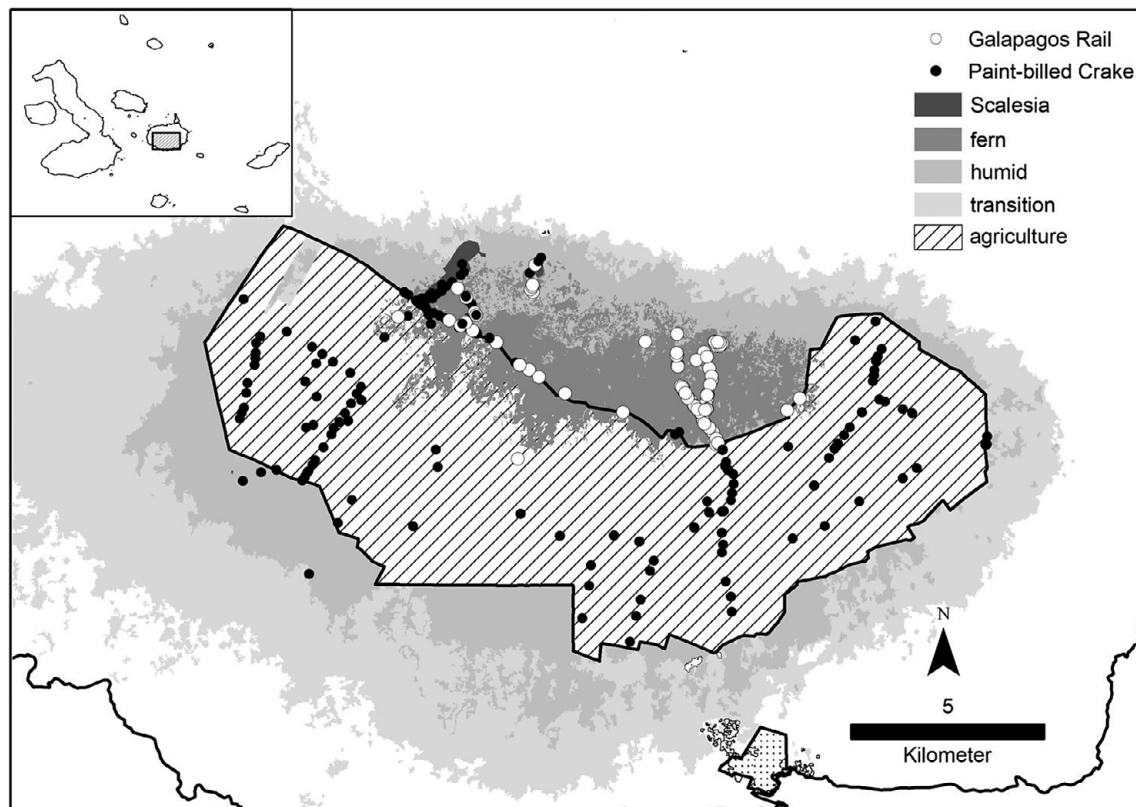 Galapagos Rail
Paint-billed Crake
Scalesia
fern
humid
transition
agriculture
N
5
Kilometer